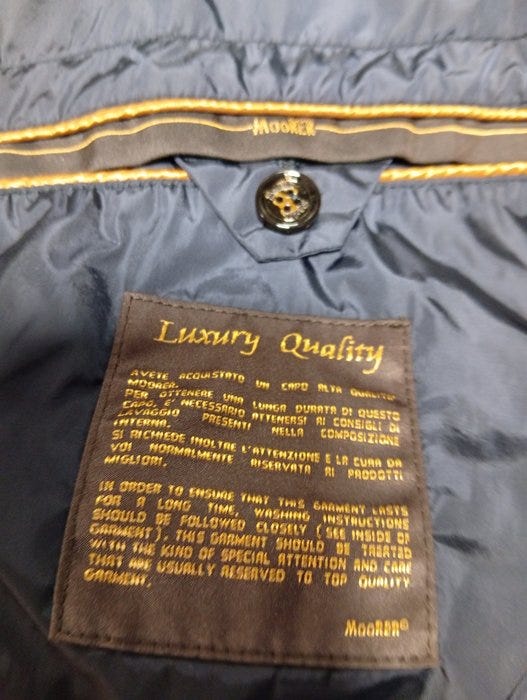 MOORER
Luxury Quality
AVETE ACQUISTATO UN CAPO ALTA QUALITA'
MOORER.
PER OTTENERE UNA LUNGA DURATA DI QUESTO
CAPO, E' NECESSARIO ATTENERSI AI CONSIGLI DI
LAVAGGIO PRESENTI NELLA COMPOSIZIONE
INTERNA.
SI RICHIEDE INOLTRE L'ATTENZIONE E LA CURA DA
VOI NORMALMENTE RISERVATA AI PRODOTTI
MIGLIORI.
IN ORDER TO ENSURE THAT THIS GARMENT LASTS
FOR A LONG TIME, WASHING INSTRUCTIONS
SHOULD BE FOLLOWED CLOSELY (SEE INSIDE OF
GARMENT). THIS GARMENT SHOULD BE TREATED
WITH THE KIND OF SPECIAL ATTENTION AND CARE
THAT ARE USUALLY RESERVED TO TOP QUALITY
GARMENT.
MOORER®